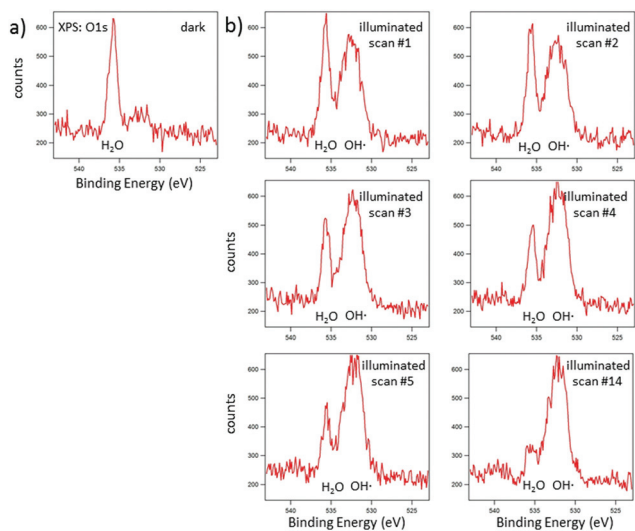 a)
XPS: O1s
dark
600
500
400
300
200
counts
H₂O
540
535
530
525
Binding Energy (eV)
b)
illuminated
scan #1
600
500
400
300
200
H₂O OH·
540
535
530
525
illuminated
scan #2
600
500
400
300
200
H₂O OH·
540
535
530
525
illuminated
scan #3
600
500
400
300
200
counts
H₂O OH·
540
535
530
525
illuminated
scan #4
600
500
400
300
200
H₂O OH·
540
535
530
525
illuminated
scan #5
600
500
400
300
200
counts
H₂O OH·
540
535
530
525
Binding Energy (eV)
illuminated
scan #14
600
500
400
300
200
H₂O OH·
540
535
530
525
Binding Energy (eV)